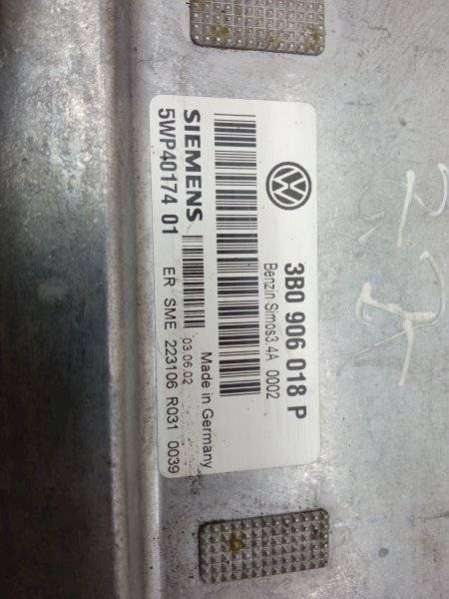 VW
3B0 906 018 P
Benzin Simos3.4A 0002
Made in Germany
03.06.02
SIEMENS
5WP40174 01
ER SME 223106 R031 0039